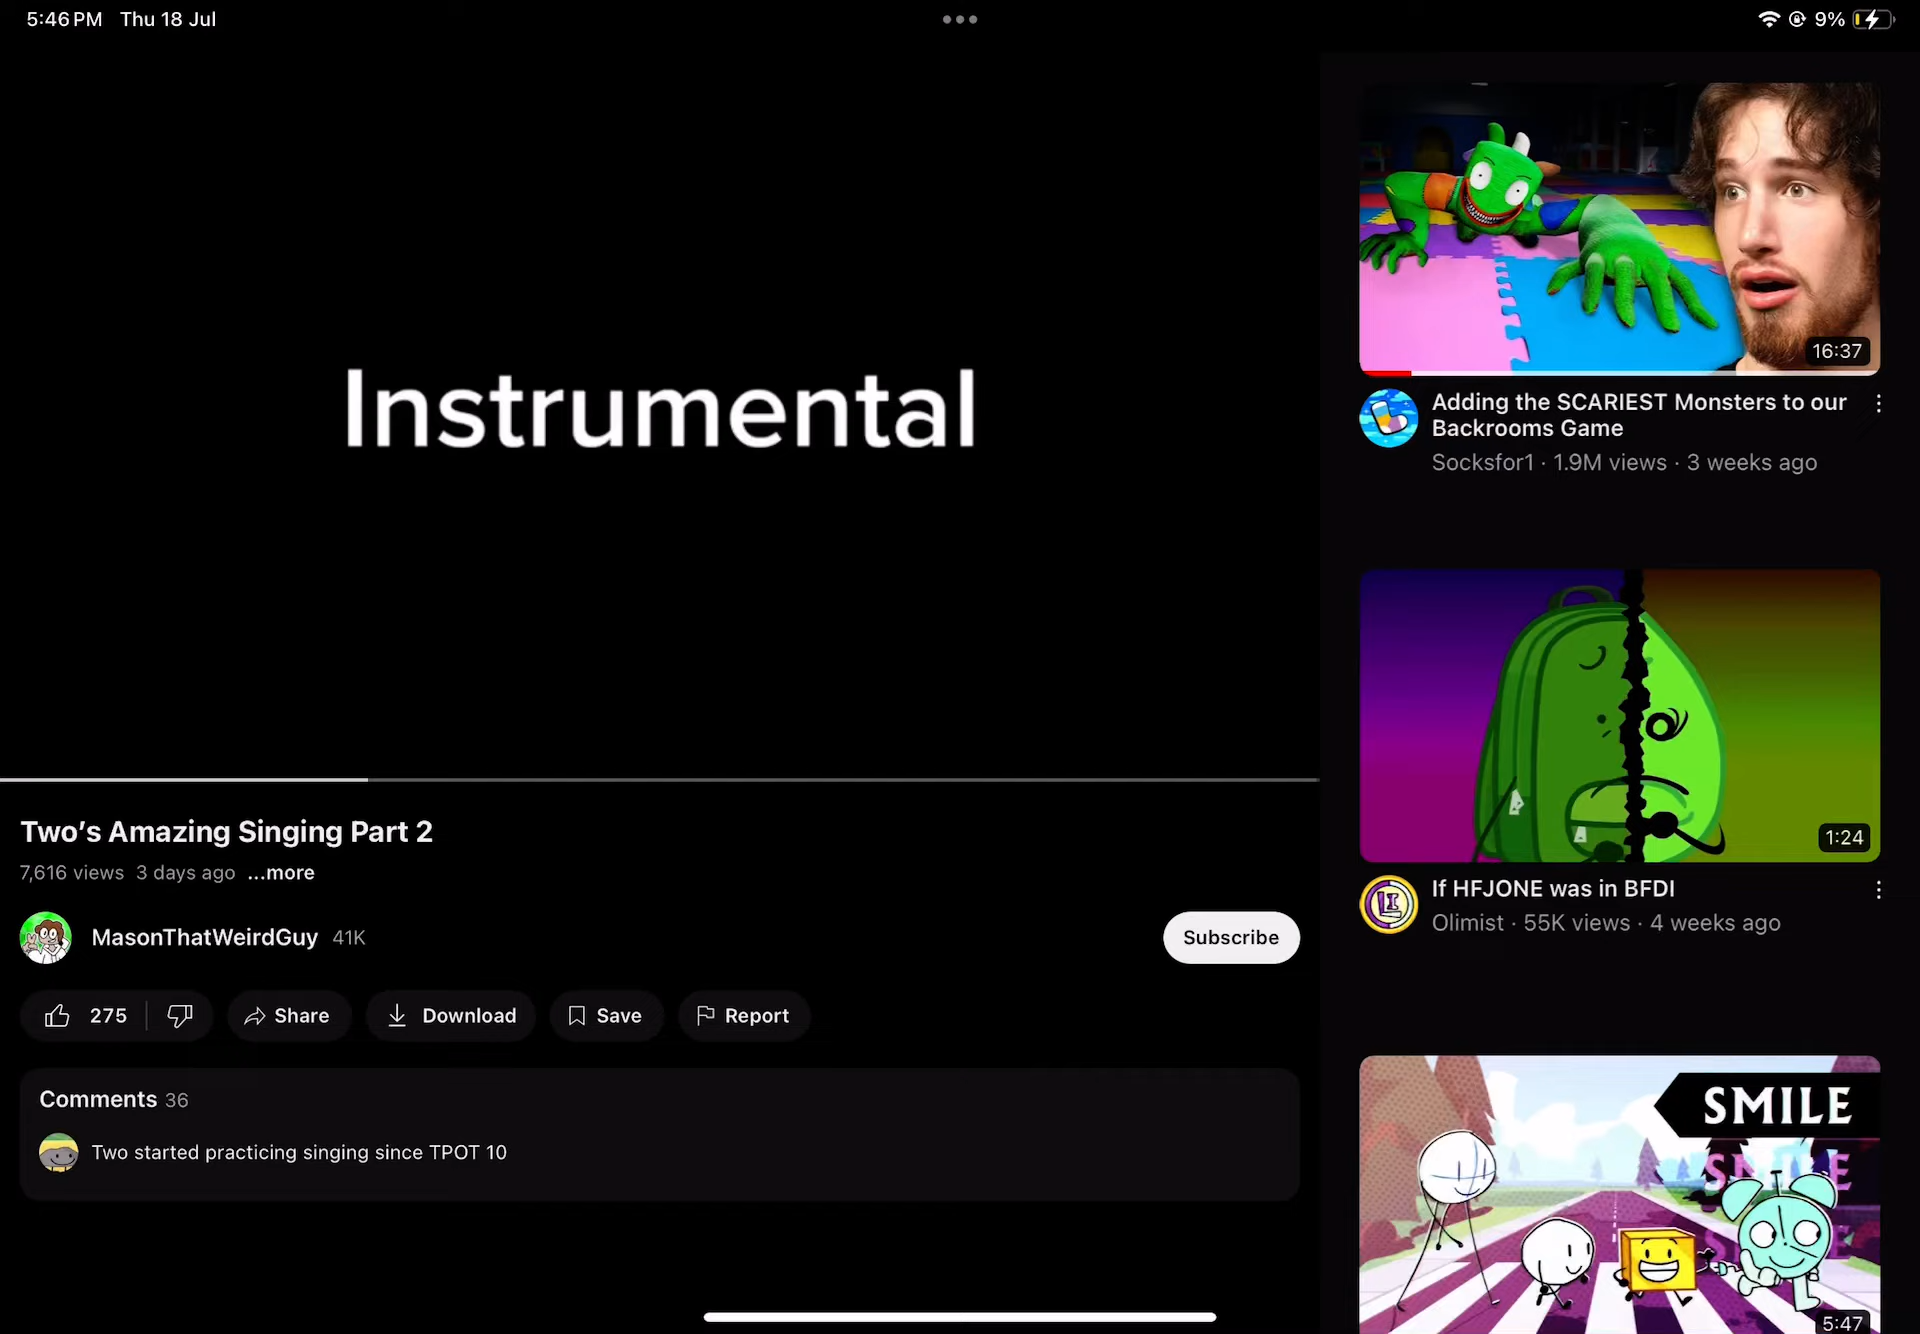 5:46 PM Thu 18 Jul
9%
Instrumental
Two's Amazing Singing Part 2
7,616 views 3 days ago ...more
MasonThatWeirdGuy 41K
Subscribe
275
Share
Download
Save
Report
Comments 36
Two started practicing singing since TPOT 10
16:37
Adding the SCARIEST Monsters to our
Backrooms Game
Socksfor1 · 1.9M views · 3 weeks ago
1:24
LI
If HFJONE was in BFDI
Olimist · 55K views · 4 weeks ago
SMILE
5:47